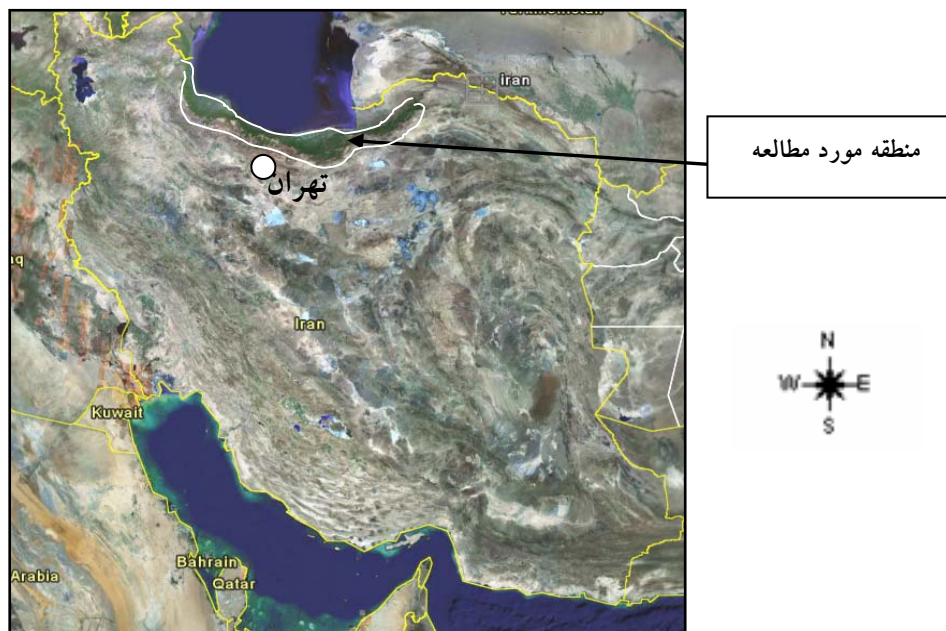 iran
منطقه مورد مطالعه
تهران
Iran
Kuwait
Bahrain
Qatar
Arabia
N
W E
S